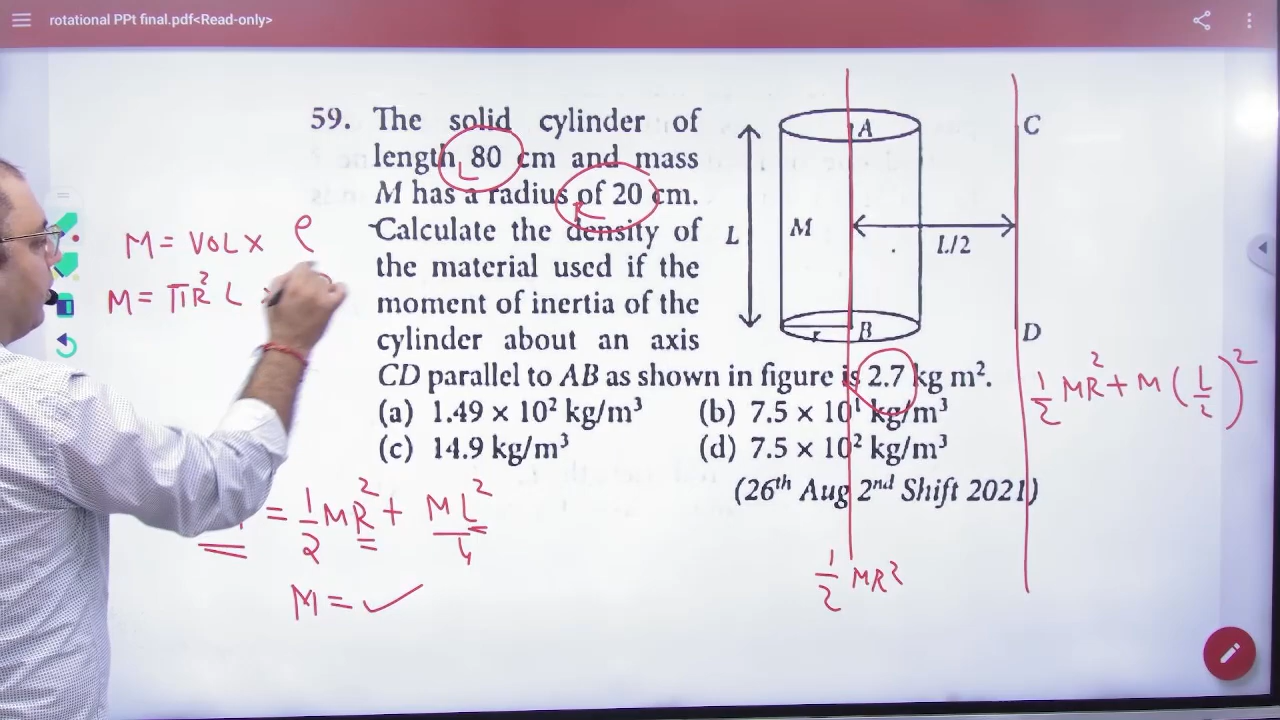 rotational PPt final.pdf<Read-only>
59. The solid cylinder of
length 80 cm and mass
M has a radius of 20 cm.
Calculate the density of
the material used if the
moment of inertia of the
cylinder about an axis
CD parallel to AB as shown in figure is 2.7 kg m².
(a) 1.49 × 10² kg/m³ (b) 7.5 × 10¹ kg/m³
(c) 14.9 kg/m³ (d) 7.5 × 10² kg/m³
(26th Aug 2nd Shift 2021)
L
R
A
C
M
L
L/2
B
D
r
M = VOL × ρ
M = πR² L
= 1/2 MR² + ML²/4
M = ✓
1/2 MR²
1/2 MR² + M (L/2)²